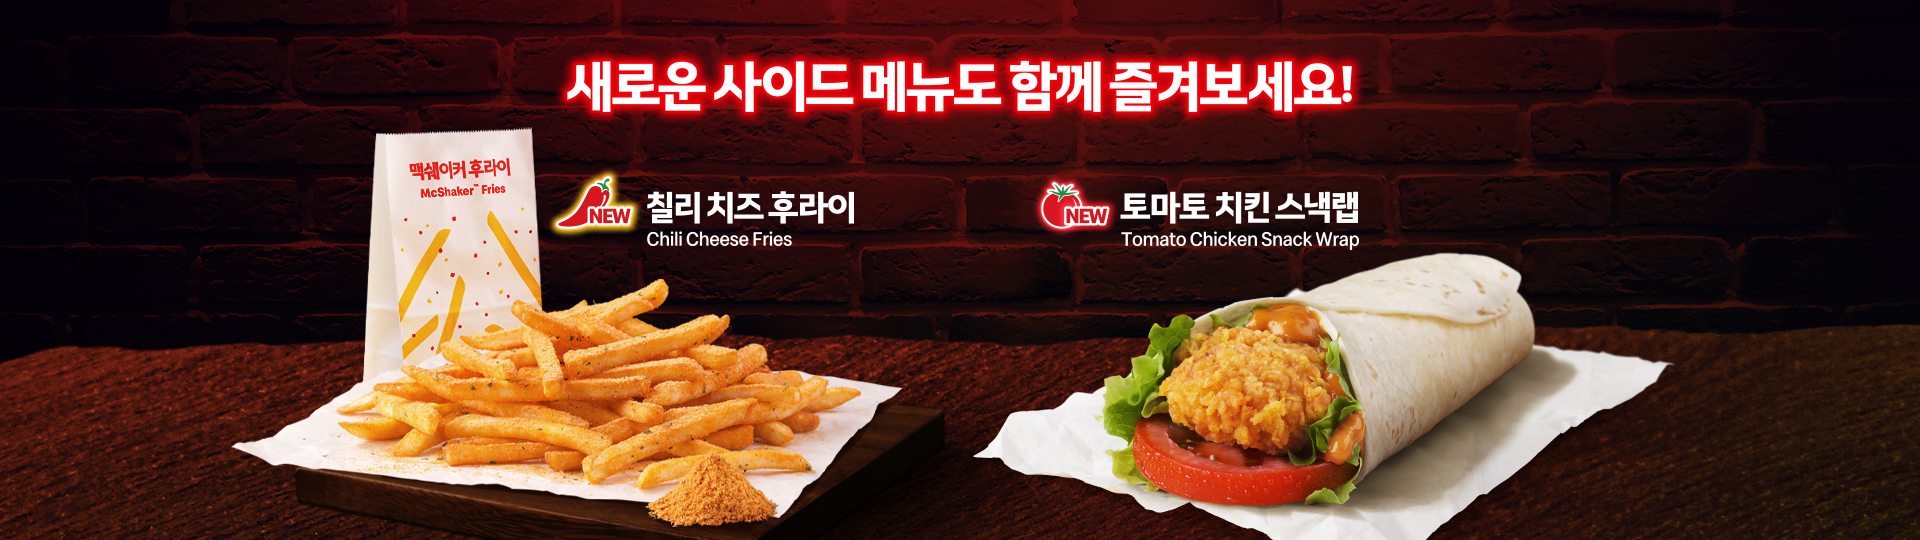 새로운 사이드 메뉴도 함께 즐겨보세요!
맥쉐이커 후라이
McShaker™ Fries
NEW
칠리 치즈 후라이
Chili Cheese Fries
NEW
토마토 치킨 스낵랩
Tomato Chicken Snack Wrap